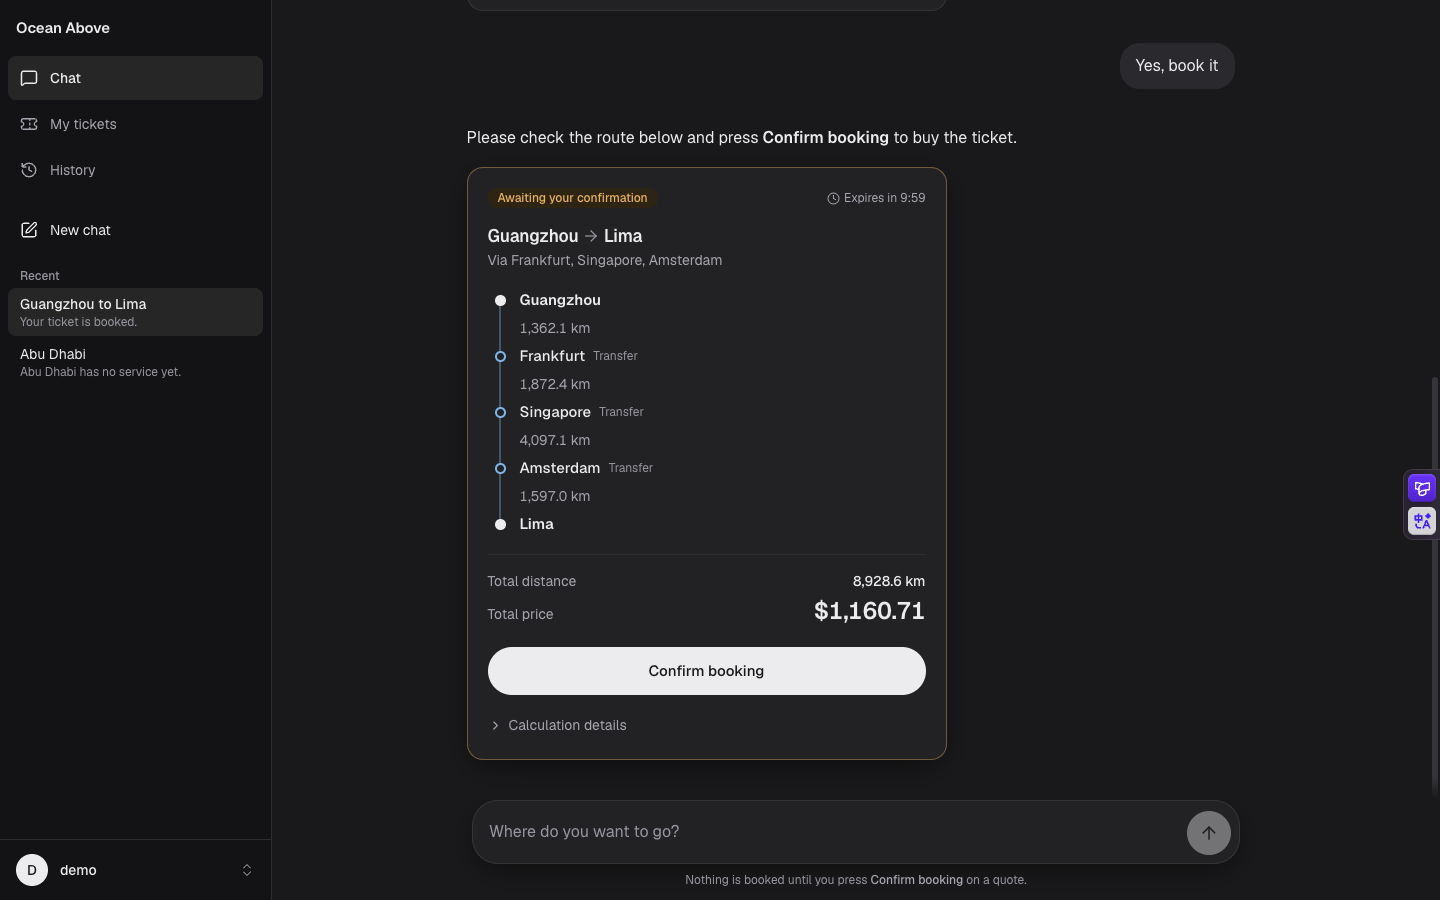 Ocean Above
Chat
My tickets
History
New chat
Recent
Guangzhou to Lima
Your ticket is booked.
Abu Dhabi
Abu Dhabi has no service yet.
D
demo
Yes, book it
Please check the route below and press Confirm booking to buy the ticket.
Awaiting your confirmation
Expires in 9:59
Guangzhou → Lima
Via Frankfurt, Singapore, Amsterdam
Guangzhou
1,362.1 km
Frankfurt Transfer
1,872.4 km
Singapore Transfer
4,097.1 km
Amsterdam Transfer
1,597.0 km
Lima
Total distance 8,928.6 km
Total price $1,160.71
Confirm booking
Calculation details
Where do you want to go?
Nothing is booked until you press Confirm booking on a quote.